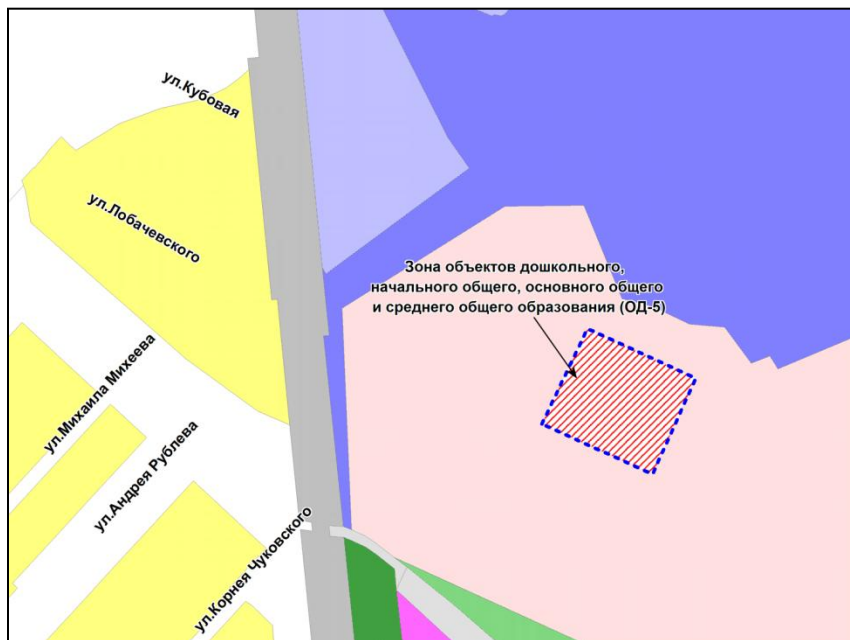 ул.Кубовая
ул.Лобачевского
Зона объектов дошкольного,
начального общего, основного общего
и среднего общего образования (ОД-5)
ул.Михаила Михеева
ул.Андрея Рублева
ул.Корнея Чуковского